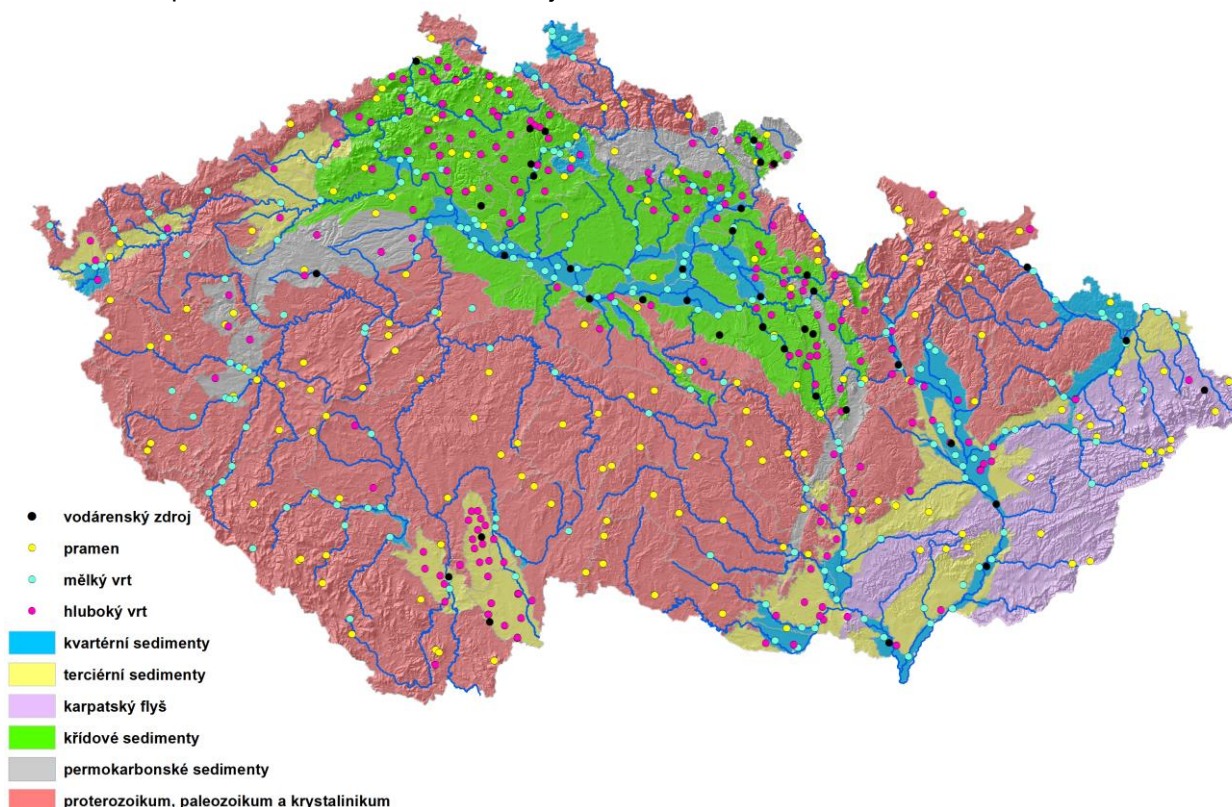 vodárenský zdroj
pramen
mělký vrt
hluboký vrt
kvartérní sedimenty
terciérní sedimenty
karpatský flyš
křídové sedimenty
permokarbonské sedimenty
proterozoikum, paleozoikum a krystalinikum